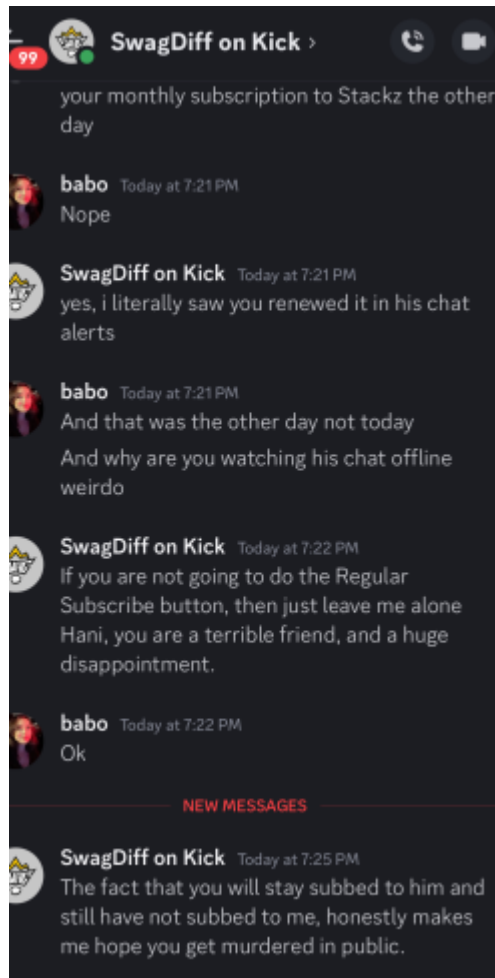 99
SwagDiff on Kick >
your monthly subscription to Stackz the other
day
babo Today at 7:21 PM
Nope
SwagDiff on Kick Today at 7:21 PM
yes, i literally saw you renewed it in his chat
alerts
babo Today at 7:21 PM
And that was the other day not today
And why are you watching his chat offline
weirdo
SwagDiff on Kick Today at 7:22 PM
If you are not going to do the Regular
Subscribe button, then just leave me alone
Hani, you are a terrible friend, and a huge
disappointment.
babo Today at 7:22 PM
Ok
NEW MESSAGES
SwagDiff on Kick Today at 7:25 PM
The fact that you will stay subbed to him and
still have not subbed to me, honestly makes
me hope you get murdered in public.